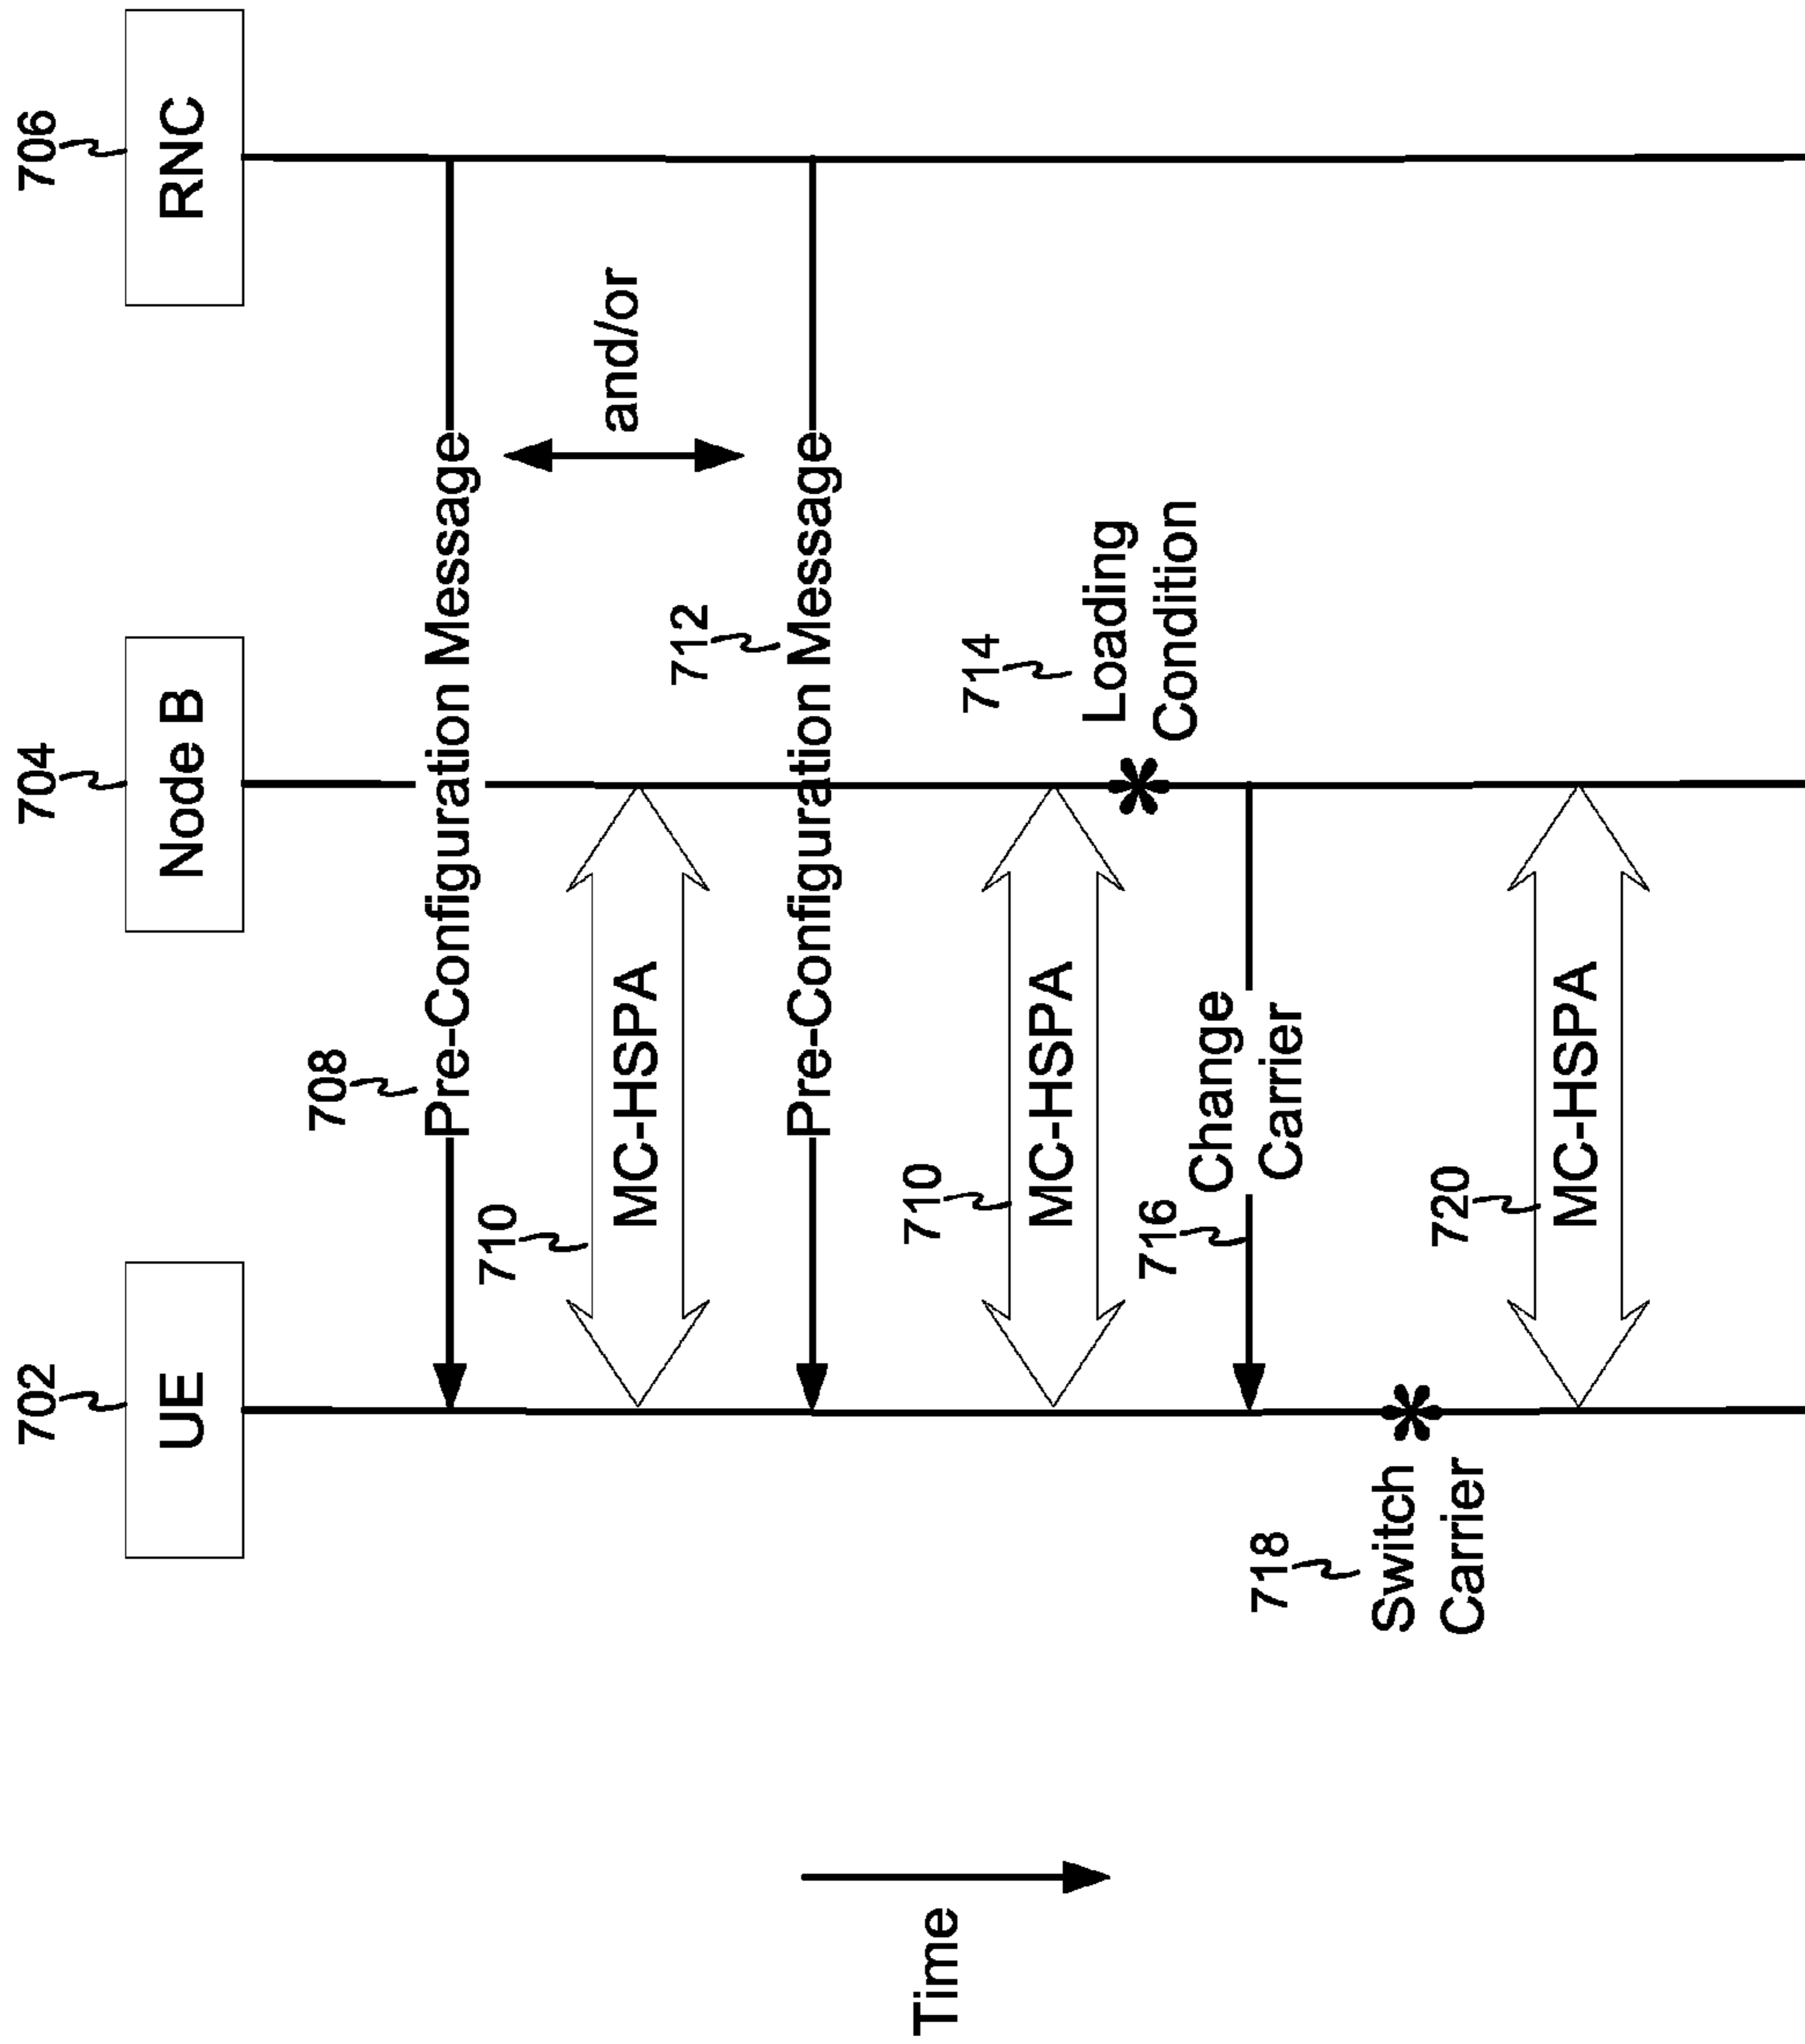 702
UE
704
Node B
706
RNC
708
Pre-Configuration Message
710
MC-HSPA
and/or
712
Pre-Configuration Message
710
MC-HSPA
714
Loading
Condition
716
Change
Carrier
718
Switch
Carrier
720
MC-HSPA
Time